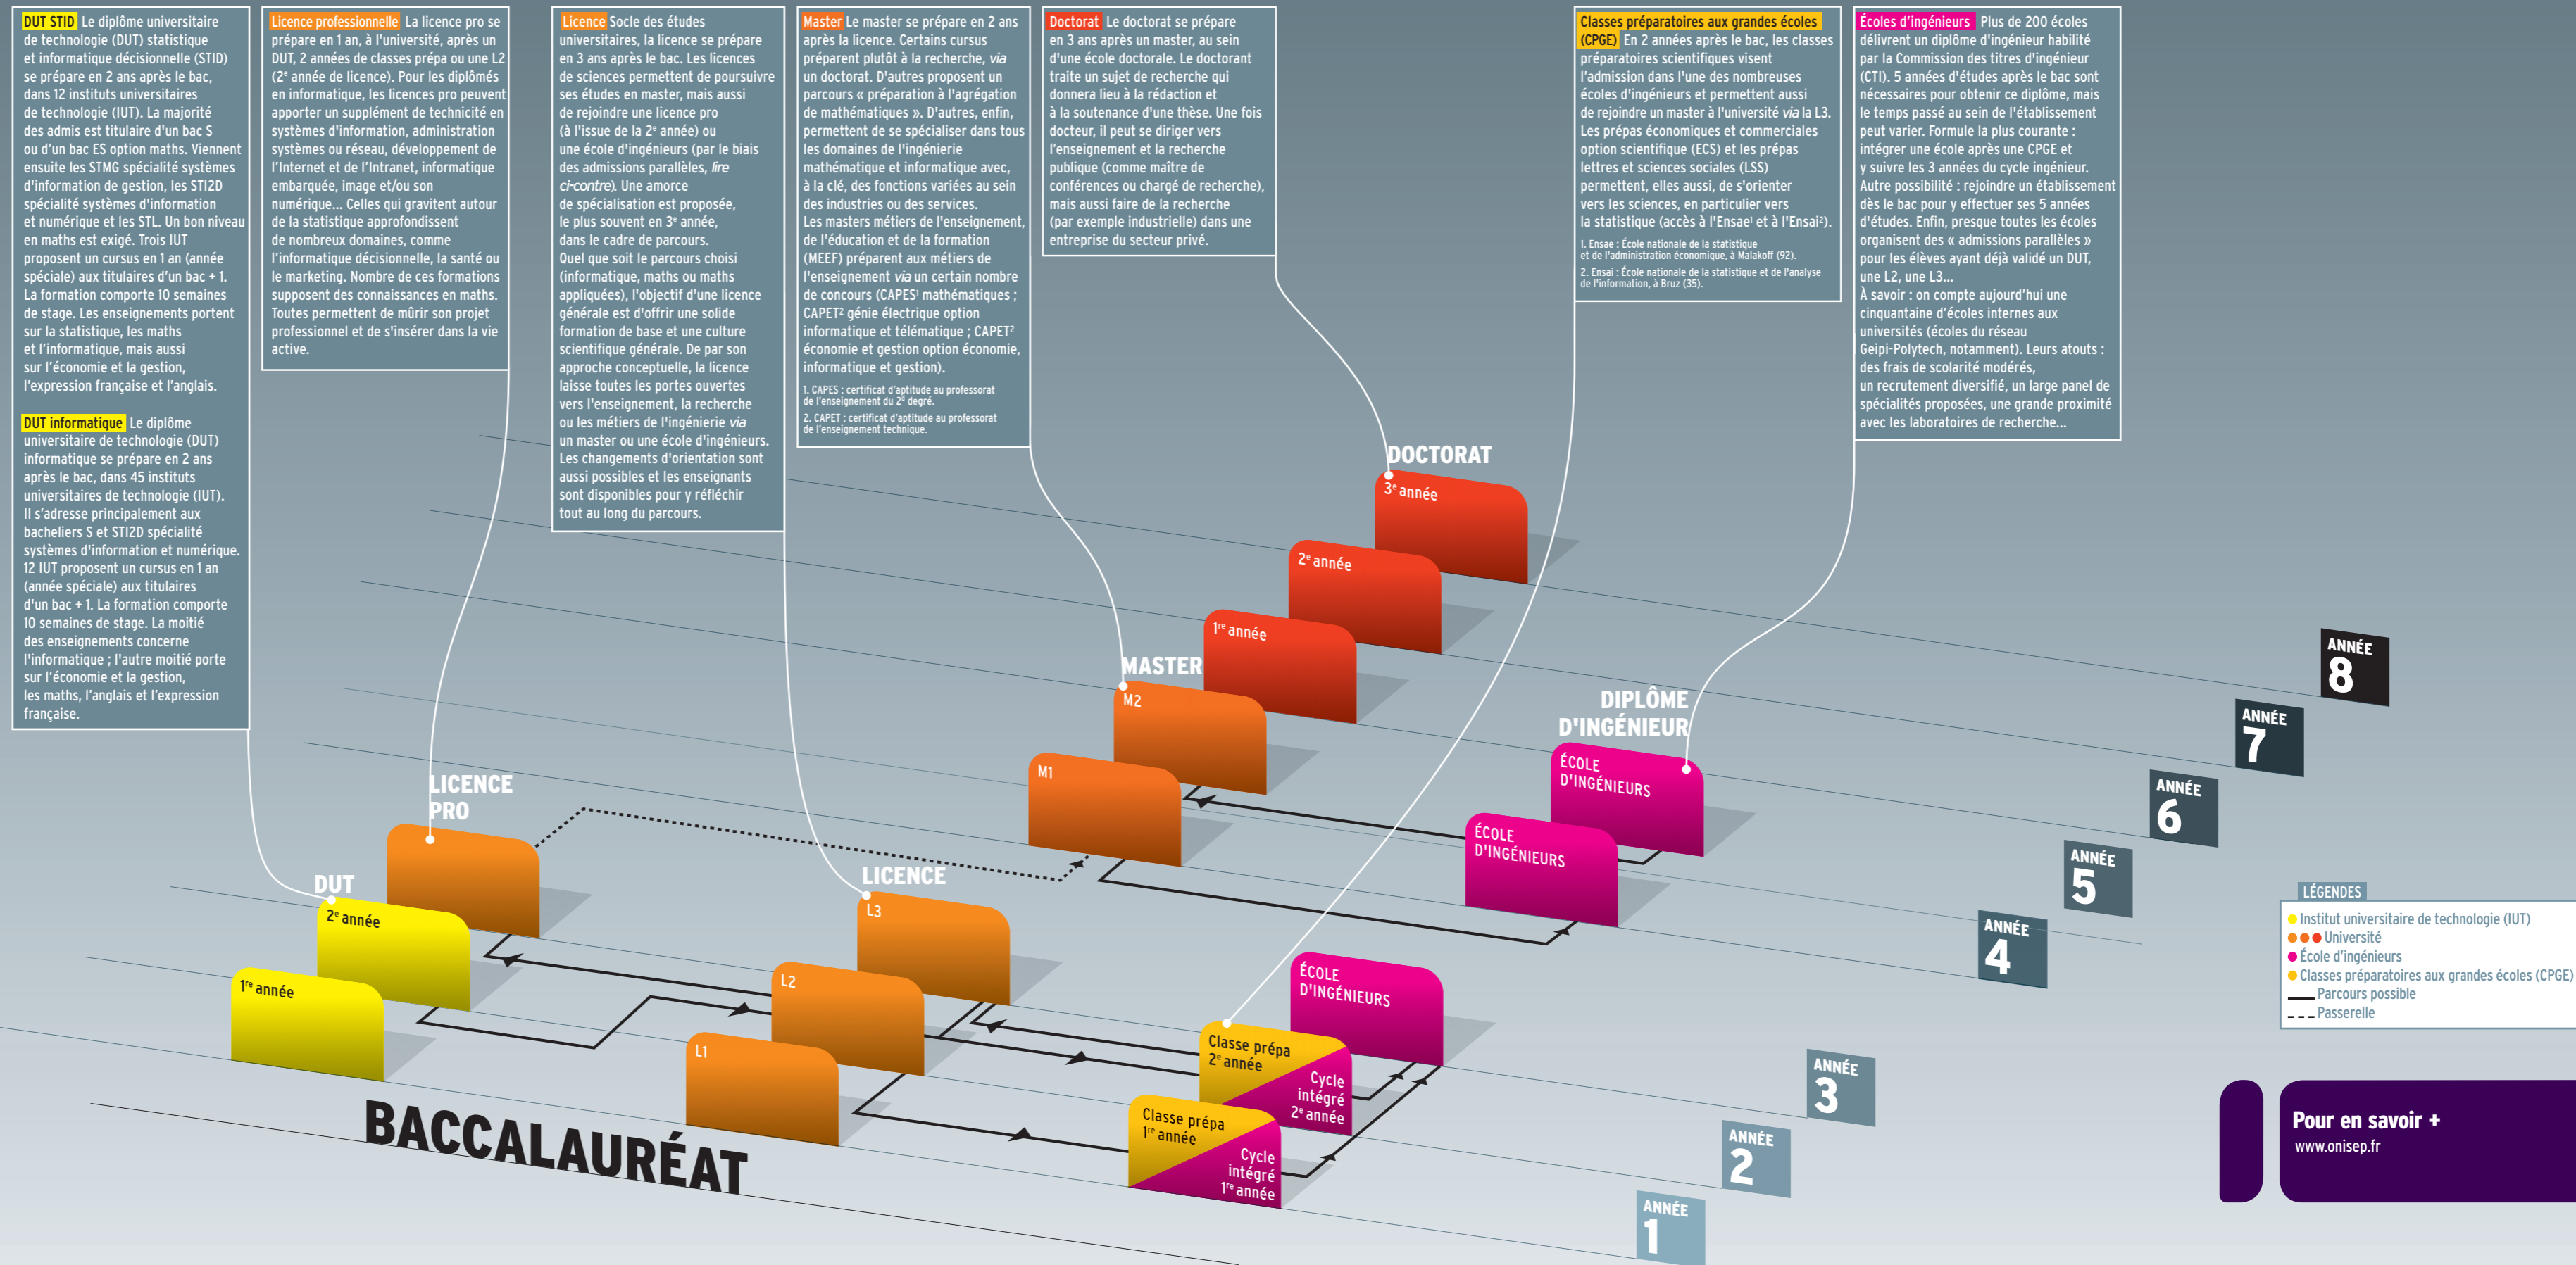 DUT STID Le diplôme universitaire
de technologie (DUT) statistique
et informatique décisionnelle (STID)
se prépare en 2 ans après le bac,
dans 12 instituts universitaires
de technologie (IUT). La majorité
des admis est titulaire d'un bac S
ou d'un bac ES option maths. Viennent
ensuite les STMG spécialité systèmes
d'information de gestion, les STI2D
spécialité systèmes d'information
et numérique et les STL. Un bon niveau
en maths est exigé. Trois IUT
proposent un cursus en 1 an (année
spéciale) aux titulaires d'un bac + 1.
La formation comporte 10 semaines
de stage. Les enseignements portent
sur la statistique, les maths
et l'informatique, mais aussi
sur l'économie et la gestion,
l'expression française et l'anglais.
DUT informatique Le diplôme
universitaire de technologie (DUT)
informatique se prépare en 2 ans
après le bac, dans 45 instituts
universitaires de technologie (IUT).
Il s'adresse principalement aux
bacheliers S et STI2D spécialité
systèmes d'information et numérique.
12 IUT proposent un cursus en 1 an
(année spéciale) aux titulaires
d'un bac + 1. La formation comporte
10 semaines de stage. La moitié
des enseignements concerne
l'informatique ; l'autre moitié porte
sur l'économie et la gestion,
les maths, l'anglais et l'expression
française.
Licence professionnelle La licence pro se
prépare en 1 an, à l'université, après un
DUT, 2 années de classes prépa ou une L2
(2e année de licence). Pour les diplômés
en informatique, les licences pro peuvent
apporter un supplément de technicité en
systèmes d'information, administration
systèmes ou réseau, développement de
l'Internet et de l'Intranet, informatique
embarquée, image et/ou son
numérique... Celles qui gravitent autour
de la statistique approfondissent
de nombreux domaines, comme
l'informatique décisionnelle, la santé ou
le marketing. Nombre de ces formations
supposent des connaissances en maths.
Toutes permettent de mûrir son projet
professionnel et de s'insérer dans la vie
active.
Licence Socle des études
universitaires, la licence se prépare
en 3 ans après le bac. Les licences
de sciences permettent de poursuivre
ses études en master, mais aussi
de rejoindre une licence pro
(à l'issue de la 2e année) ou
une école d'ingénieurs (par le biais
des admissions parallèles, lire
ci-contre). Une amorce
de spécialisation est proposée,
le plus souvent en 3e année,
dans le cadre de parcours.
Quel que soit le parcours choisi
(informatique, maths ou maths
appliquées), l'objectif d'une licence
générale est d'offrir une solide
formation de base et une culture
scientifique générale. De par son
approche conceptuelle, la licence
laisse toutes les portes ouvertes
vers l'enseignement, la recherche
ou les métiers de l'ingénierie via
un master ou une école d'ingénieurs.
Les changements d'orientation sont
aussi possibles et les enseignants
sont disponibles pour y réfléchir
tout au long du parcours.
Master Le master se prépare en 2 ans
après la licence. Certains cursus
préparent plutôt à la recherche, via
un doctorat. D'autres proposent un
parcours « préparation à l'agrégation
de mathématiques ». D'autres, enfin,
permettent de se spécialiser dans tous
les domaines de l'ingénierie
mathématique et informatique avec,
à la clé, des fonctions variées au sein
des industries ou des services.
Les masters métiers de l'enseignement,
de l'éducation et de la formation
(MEEF) préparent aux métiers de
l'enseignement via un certain nombre
de concours (CAPES1 mathématiques ;
CAPET2 génie électrique option
informatique et télématique ; CAPET2
économie et gestion option économie,
informatique et gestion).
1. CAPES : certificat d'aptitude au professorat
de l'enseignement du 2d degré.
2. CAPET : certificat d'aptitude au professorat
de l'enseignement technique.
Doctorat Le doctorat se prépare
en 3 ans après un master, au sein
d'une école doctorale. Le doctorant
traite un sujet de recherche qui
donnera lieu à la rédaction et
à la soutenance d'une thèse. Une fois
docteur, il peut se diriger vers
l'enseignement et la recherche
publique (comme maître de
conférences ou chargé de recherche),
mais aussi faire de la recherche
(par exemple industrielle) dans une
entreprise du secteur privé.
Classes préparatoires aux grandes écoles
(CPGE) En 2 années après le bac, les classes
préparatoires scientifiques visent
l'admission dans l'une des nombreuses
écoles d'ingénieurs et permettent aussi
de rejoindre un master à l'université via la L3.
Les prépas économiques et commerciales
option scientifique (ECS) et les prépas
lettres et sciences sociales (LSS)
permettent, elles aussi, de s'orienter
vers les sciences, en particulier vers
la statistique (accès à l'Ensae1 et à l'Ensai2).
1. Ensae : École nationale de la statistique
et de l'administration économique, à Malakoff (92).
2. Ensai : École nationale de la statistique et de l'analyse
de l'information, à Bruz (35).
Écoles d'ingénieurs Plus de 200 écoles
délivrent un diplôme d'ingénieur habilité
par la Commission des titres d'ingénieur
(CTI). 5 années d'études après le bac sont
nécessaires pour obtenir ce diplôme, mais
le temps passé au sein de l'établissement
peut varier. Formule la plus courante :
intégrer une école après une CPGE et
y suivre les 3 années du cycle ingénieur.
Autre possibilité : rejoindre un établissement
dès le bac pour y effectuer ses 5 années
d'études. Enfin, presque toutes les écoles
organisent des « admissions parallèles »
pour les élèves ayant déjà validé un DUT,
une L2, une L3...
À savoir : on compte aujourd'hui une
cinquantaine d'écoles internes aux
universités (écoles du réseau
Geipi-Polytech, notamment). Leurs atouts :
des frais de scolarité modérés,
un recrutement diversifié, un large panel de
spécialités proposées, une grande proximité
avec les laboratoires de recherche...
DOCTORAT
3e année
2e année
1re année
MASTER
M2
M1
DIPLÔME
D'INGÉNIEUR
ÉCOLE
D'INGÉNIEURS
ÉCOLE
D'INGÉNIEURS
LICENCE
PRO
DUT
2e année
1re année
LICENCE
L3
L2
L1
ÉCOLE
D'INGÉNIEURS
Classe prépa
2e année
Cycle
intégré
2e année
Classe prépa
1re année
Cycle
intégré
1re année
BACCALAURÉAT
ANNÉE
8
ANNÉE
7
ANNÉE
6
ANNÉE
5
ANNÉE
4
ANNÉE
3
ANNÉE
2
ANNÉE
1
LÉGENDES
Institut universitaire de technologie (IUT)
Université
École d'ingénieurs
Classes préparatoires aux grandes écoles (CPGE)
Parcours possible
Passerelle
Pour en savoir +
www.onisep.fr